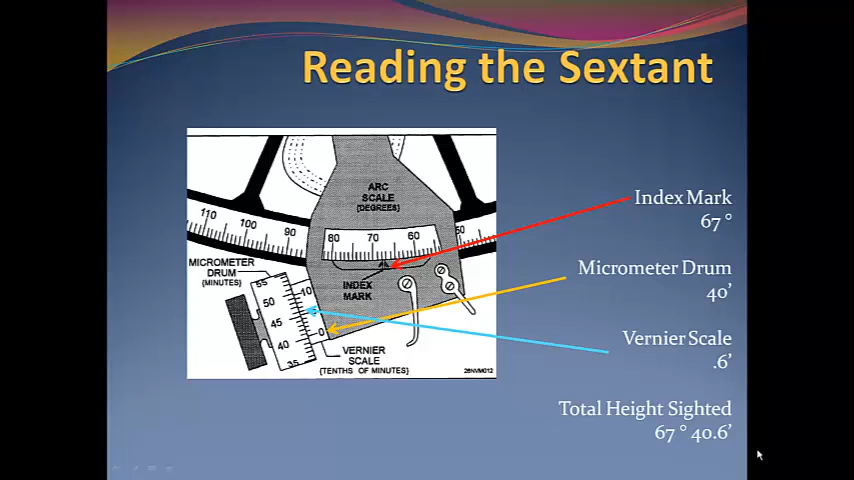 Reading the Sextant
ARC
SCALE
(DEGREES)
110
100
90
80
70
60
50
MICROMETER
DRUM
(MINUTES)
INDEX
MARK
55
50
45
40
35
10
0
VERNIER
SCALE
(TENTHS OF MINUTES)
26NVM012
Index Mark
67 °
Micrometer Drum
40'
Vernier Scale
.6'
Total Height Sighted
67 ° 40.6'